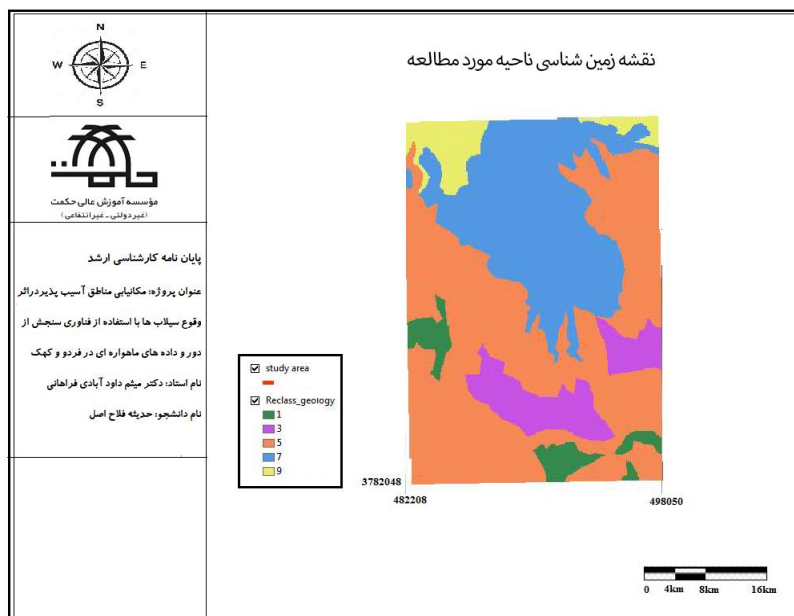 نقشه زمین شناسی ناحیه مورد مطالعه
N
W E
S
حکمت
مؤسسه آموزش عالی حکمت
(غیردولتی - غیرانتفاعی)
پایان نامه کارشناسی ارشد
عنوان پروژه: مکانیابی مناطق آسیب پذیردراثر
وقوع سیلاب ها با استفاده از فناوری سنجش از
دور و داده های ماهواره ای در فردو و کهک
نام استاد: دکتر میثم داود آبادی فراهانی
نام دانشجو: حدیثه فلاح اصل
study area
Reclass_geology
1
3
5
7
9
3782048
482208 498050
0 4km 8km 16km